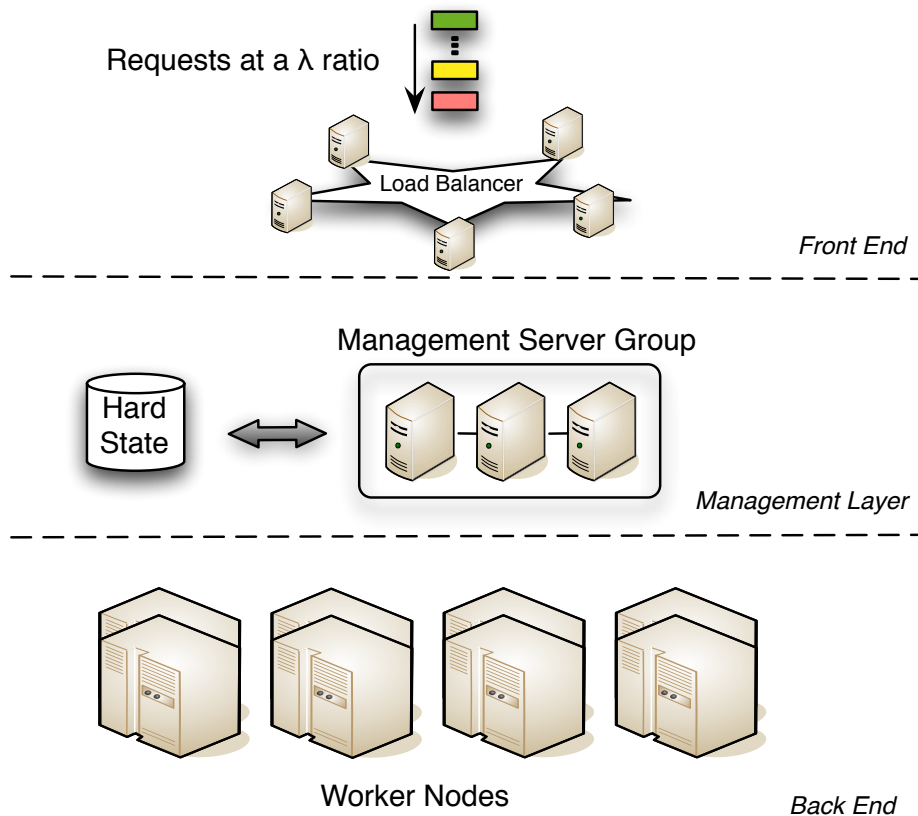 Requests at a λ ratio
Load Balancer
Front End
Management Server Group
Hard
State
Management Layer
Worker Nodes
Back End